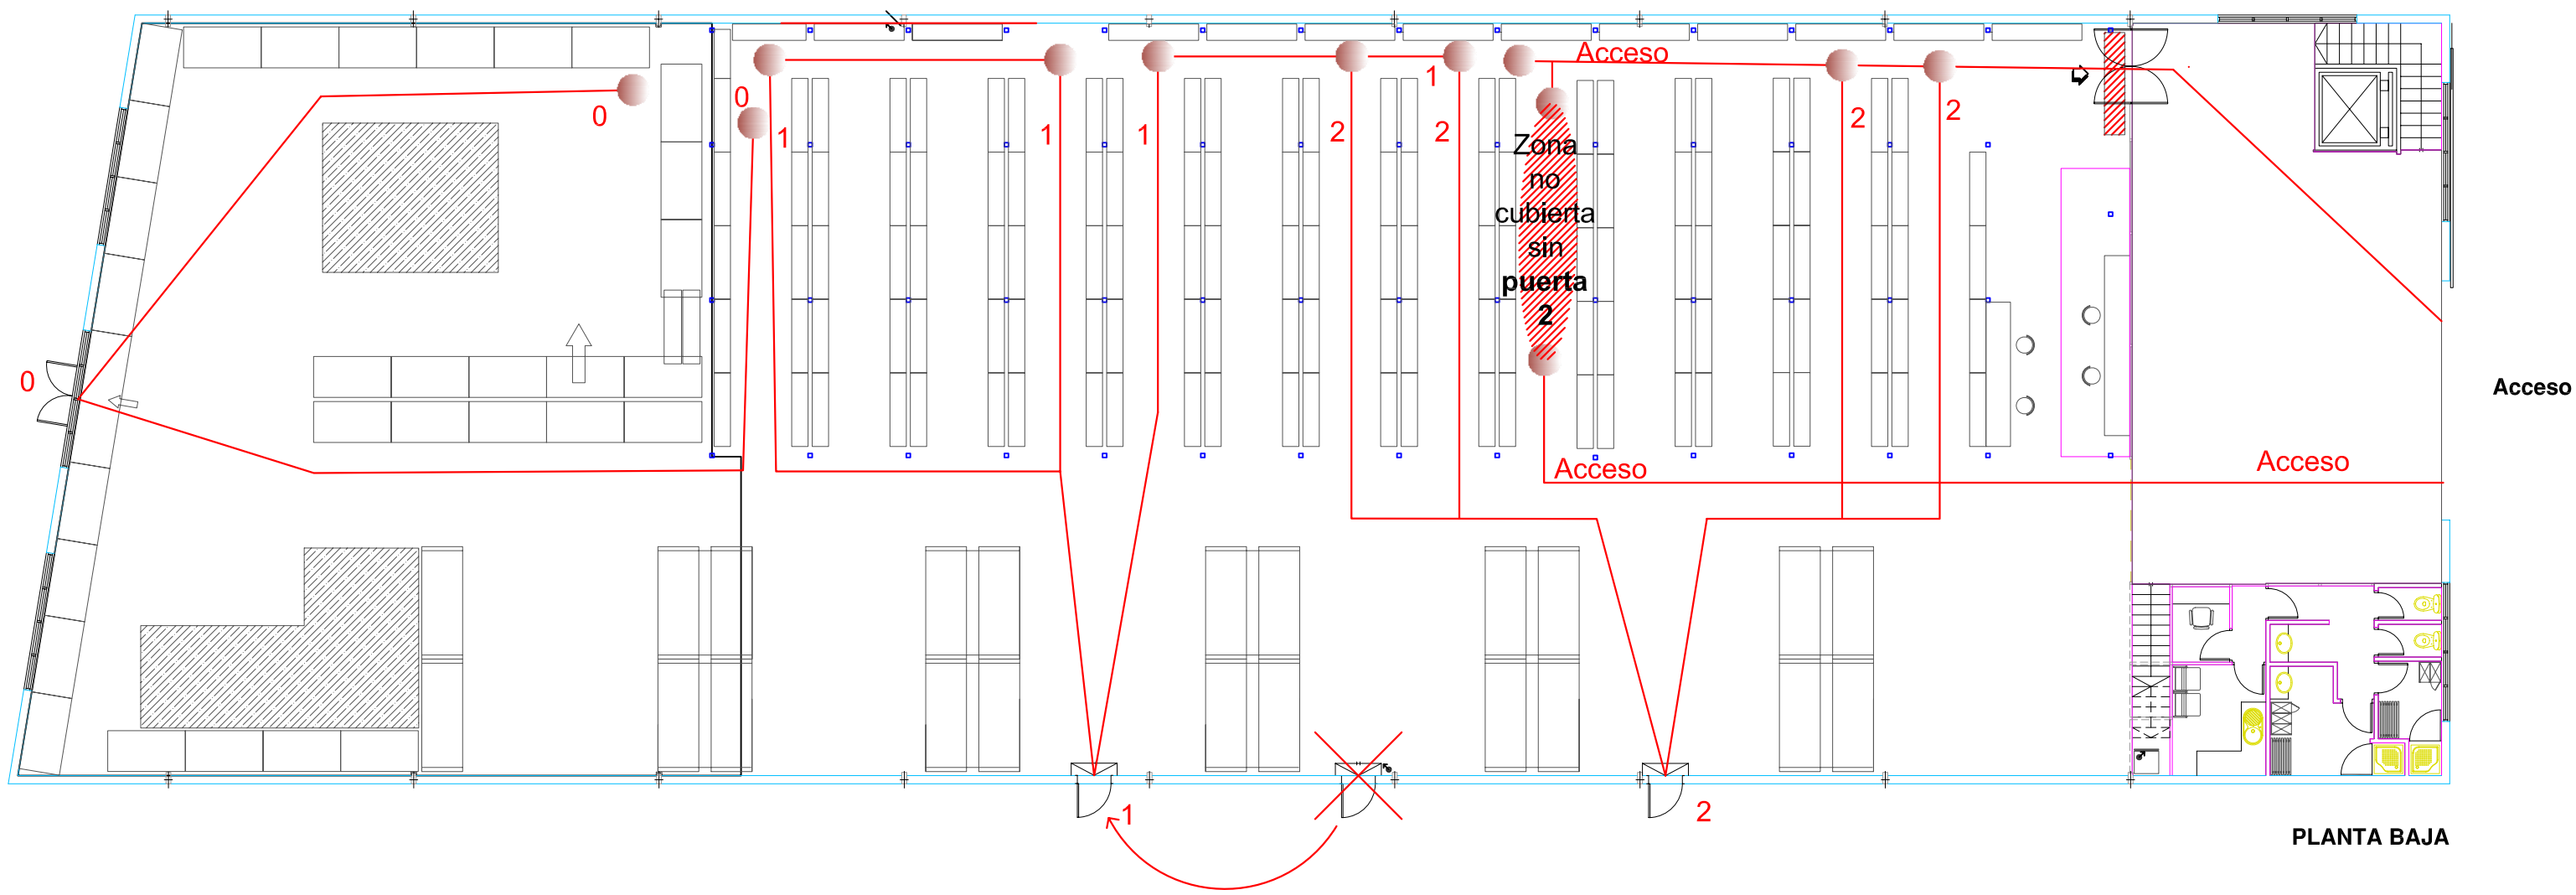 Acceso
0
0
1
1
1
2
1
2
2
2
Zona
no
cubierta
sin
puerta
2
0
Acceso
Acceso
Acceso
1
2
PLANTA BAJA